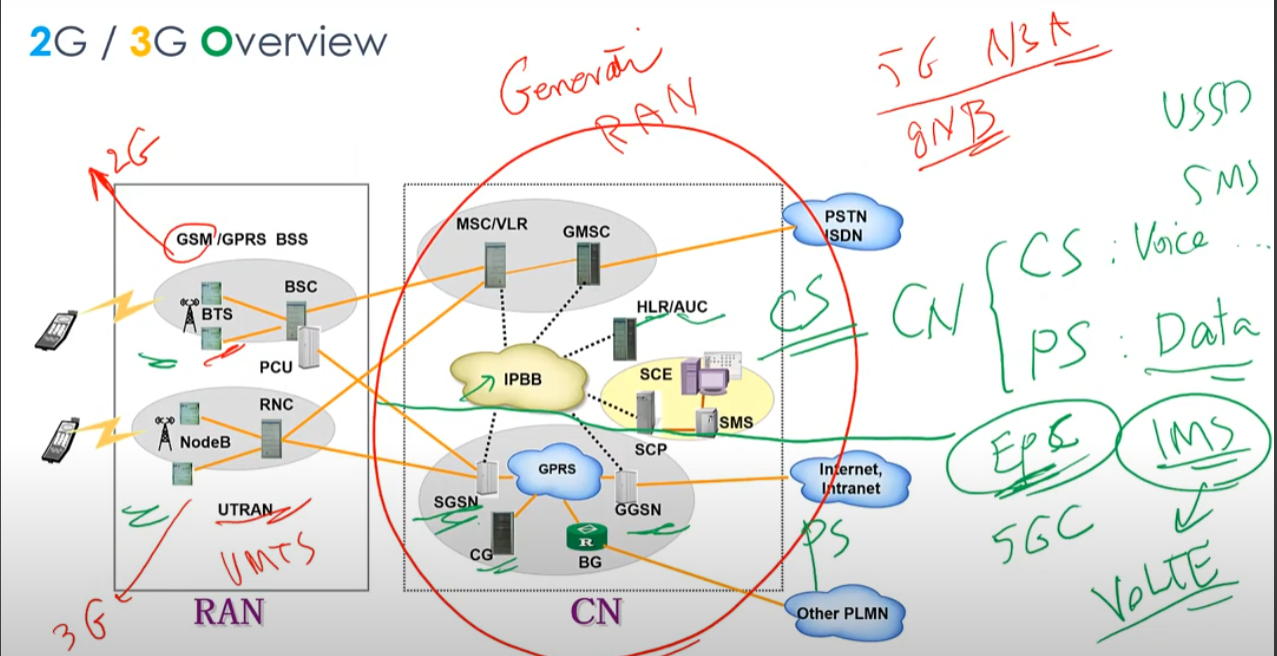 2G / 3G Overview
Generati
RAN
5G NSA
gNB
USSD
SMS
2G
GSM/GPRS BSS
BTS
BSC
PCU
NodeB
RNC
UTRAN
UMTS
3G
RAN
MSC/VLR
GMSC
HLR/AUC
IPBB
SCE
SMS
SCP
GPRS
SGSN
GGSN
CG
R
BG
CN
PSTN
ISDN
Internet,
Intranet
Other PLMN
CS
PS
CN
CS : Voice ...
PS : Data
EPC
IMS
5GC
VoLTE